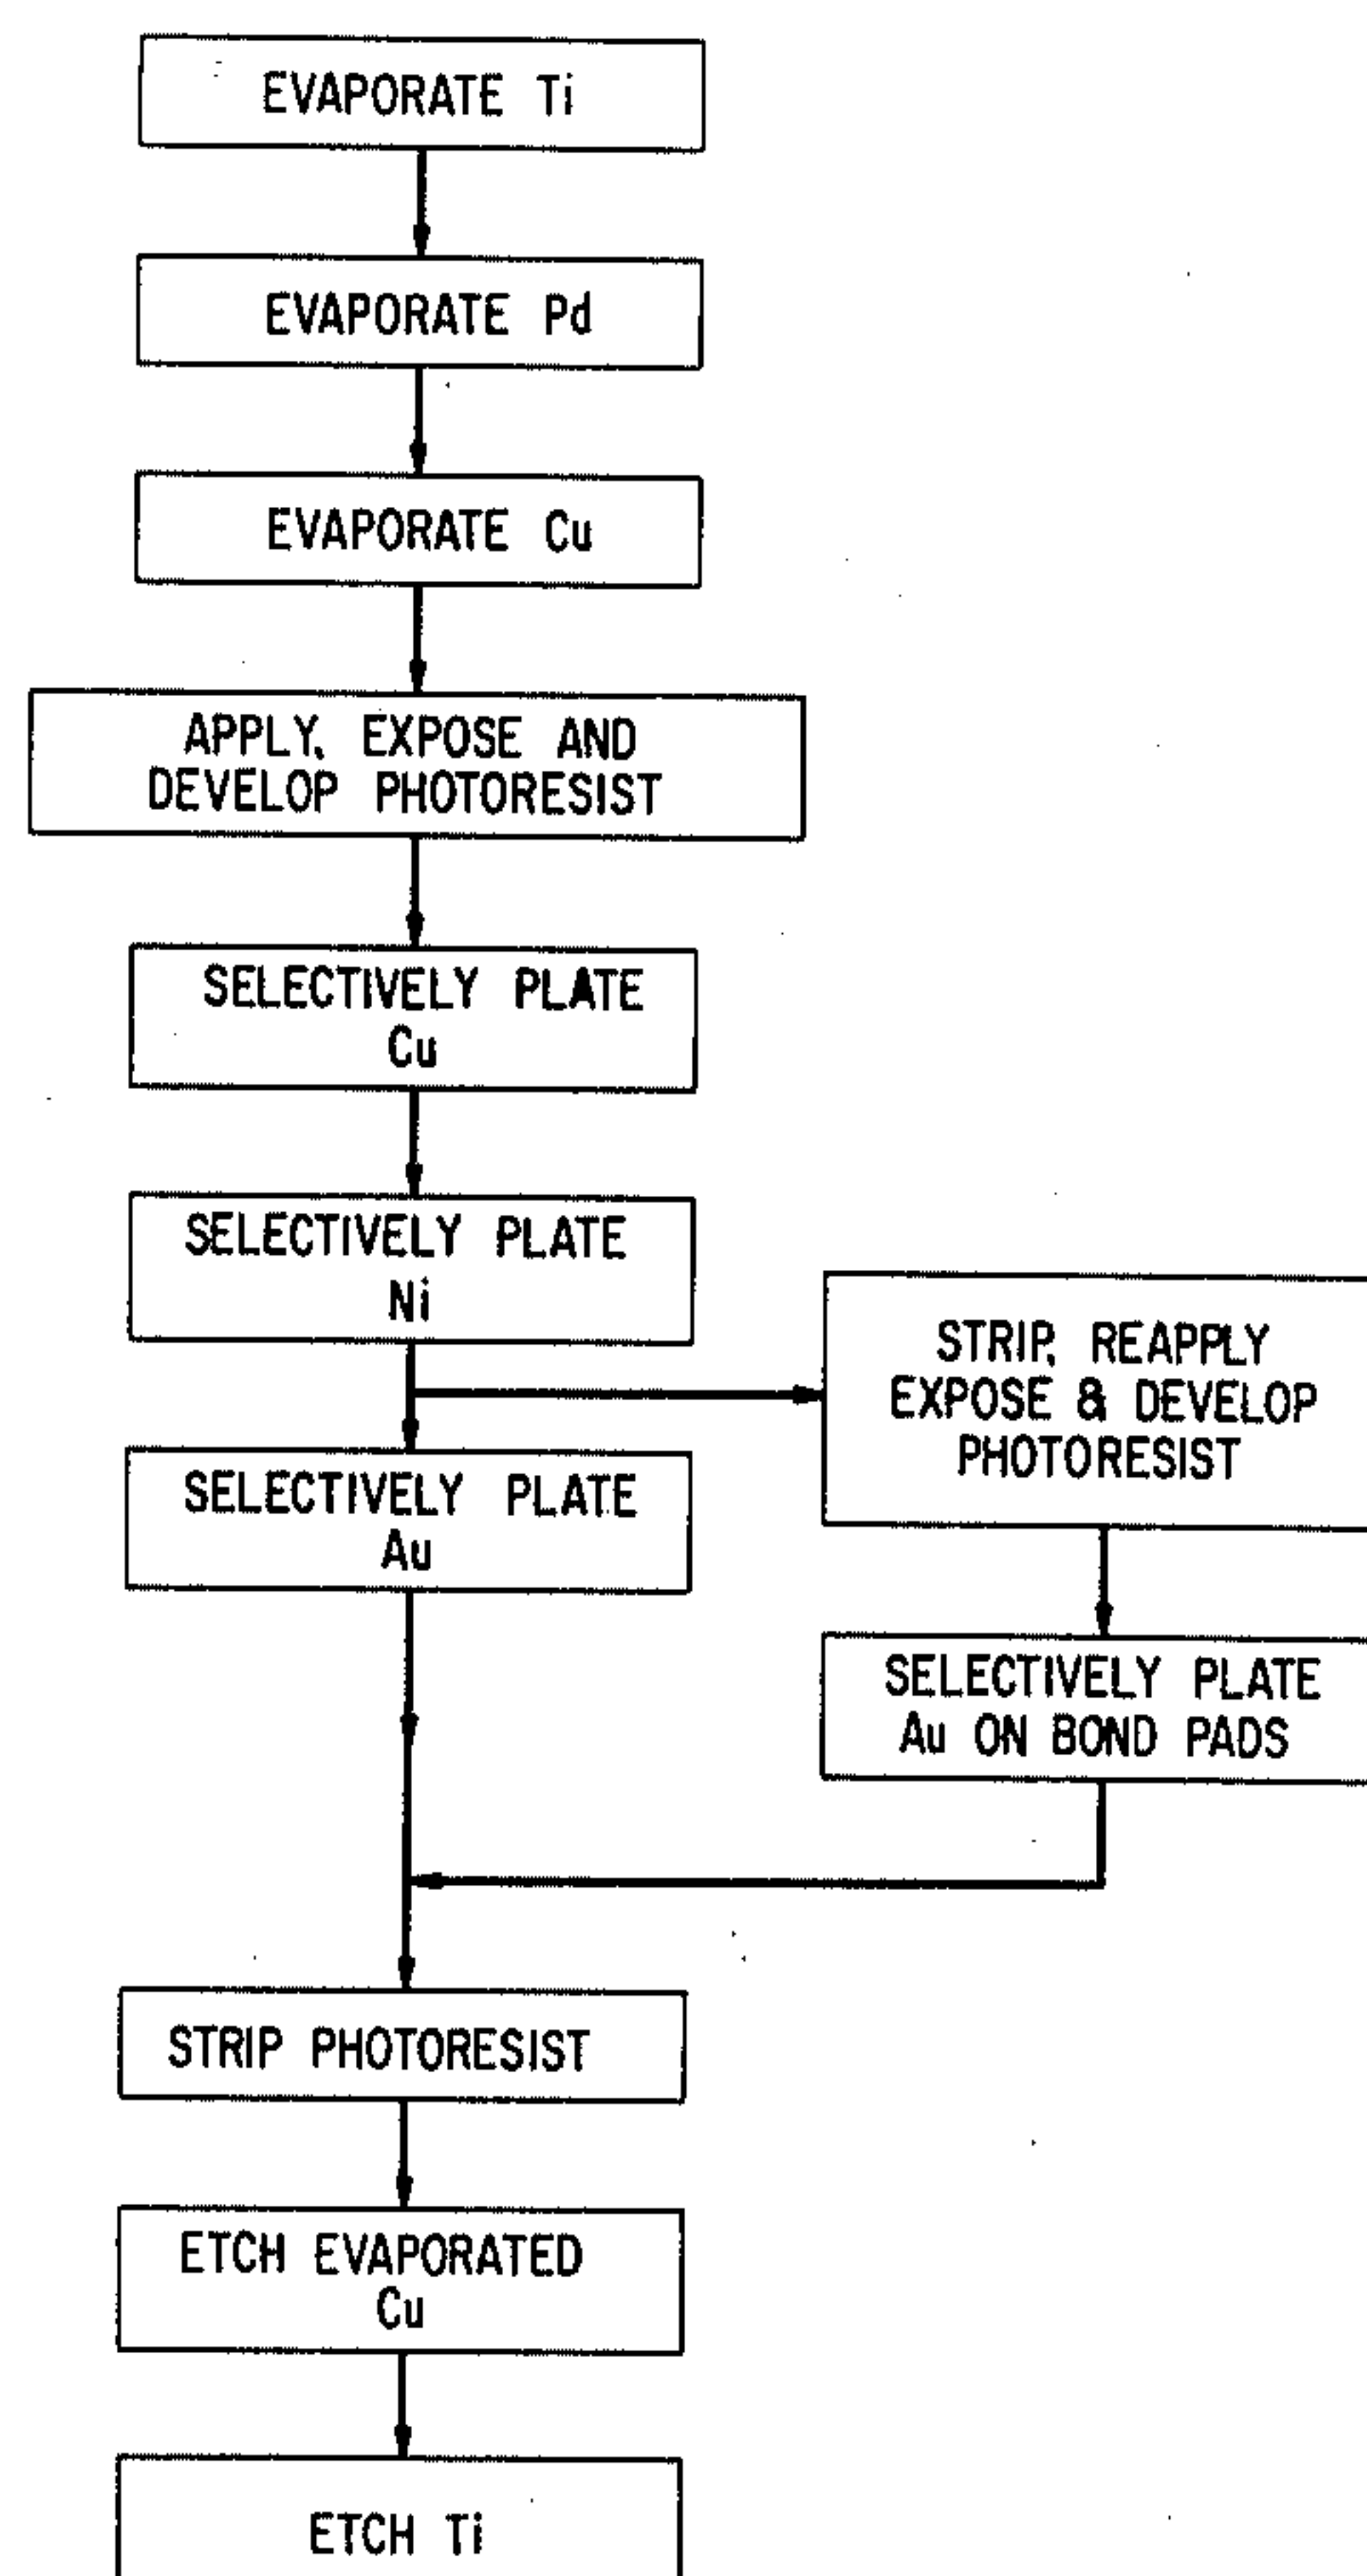 EVAPORATE Ti
EVAPORATE Pd
EVAPORATE Cu
APPLY, EXPOSE AND
DEVELOP PHOTORESIST
SELECTIVELY PLATE
Cu
SELECTIVELY PLATE
Ni
SELECTIVELY PLATE
Au
STRIP, REAPPLY
EXPOSE & DEVELOP
PHOTORESIST
SELECTIVELY PLATE
Au ON BOND PADS
STRIP PHOTORESIST
ETCH EVAPORATED
Cu
ETCH Ti